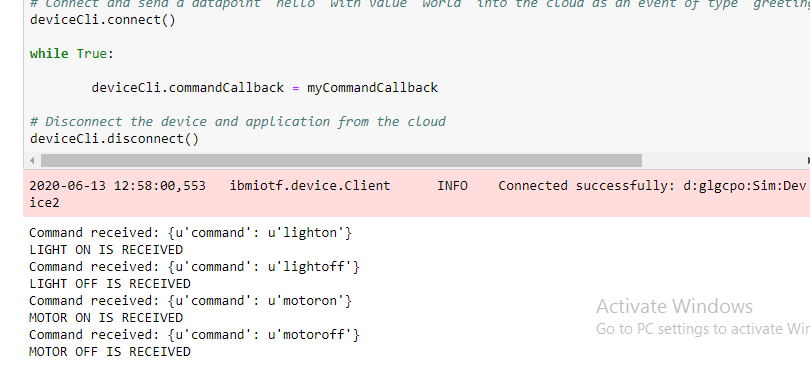 # Connect and send a datapoint "hello" with value "world" into the cloud as an event of type "greeting
deviceCli.connect()
while True:
deviceCli.commandCallback = myCommandCallback
# Disconnect the device and application from the cloud
deviceCli.disconnect()
2020-06-13 12:58:00,553 ibmiotf.device.Client INFO Connected successfully: d:glgcpo:Sim:Dev
ice2
Command received: {u'command': u'lighton'}
LIGHT ON IS RECEIVED
Command received: {u'command': u'lightoff'}
LIGHT OFF IS RECEIVED
Command received: {u'command': u'motoron'}
MOTOR ON IS RECEIVED
Command received: {u'command': u'motoroff'}
MOTOR OFF IS RECEIVED
Activate Windows
Go to PC settings to activate Win